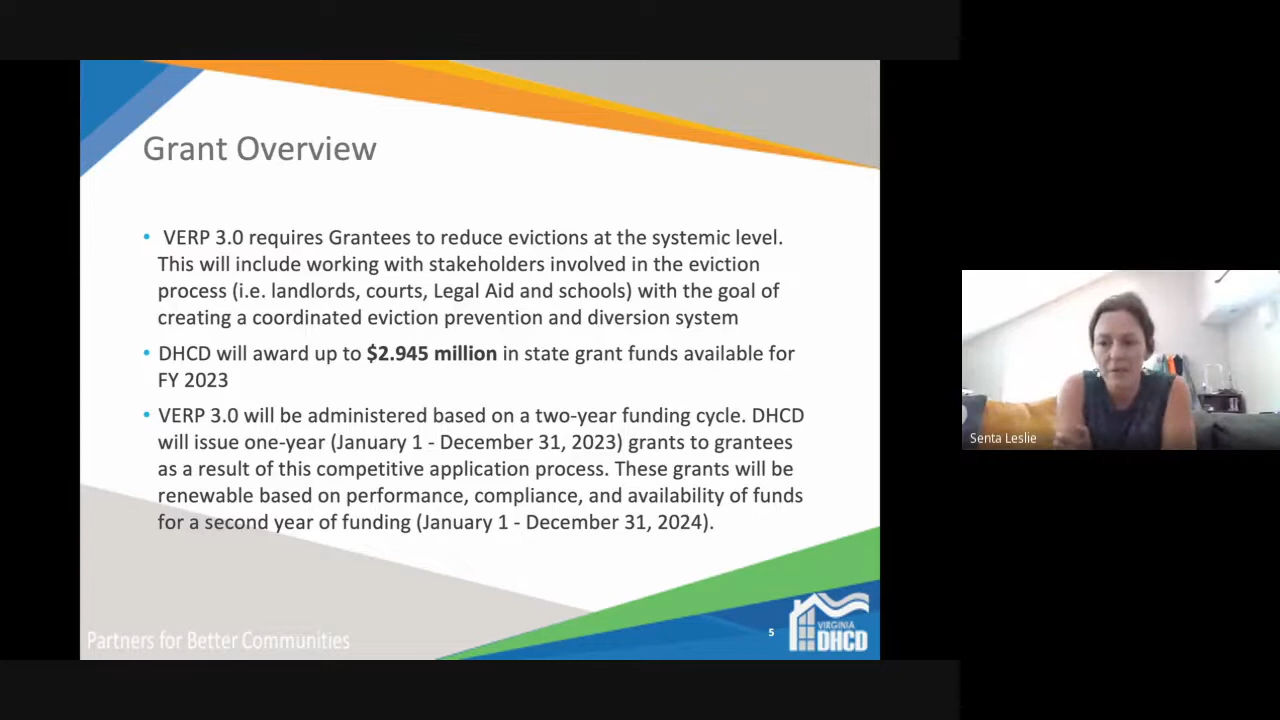 Grant Overview
• VERP 3.0 requires Grantees to reduce evictions at the systemic level.
This will include working with stakeholders involved in the eviction
process (i.e. landlords, courts, Legal Aid and schools) with the goal of
creating a coordinated eviction prevention and diversion system
• DHCD will award up to $2.945 million in state grant funds available for
FY 2023
• VERP 3.0 will be administered based on a two-year funding cycle. DHCD
will issue one-year (January 1 - December 31, 2023) grants to grantees
as a result of this competitive application process. These grants will be
renewable based on performance, compliance, and availability of funds
for a second year of funding (January 1 - December 31, 2024).
Partners for Better Communities
5
VIRGINIA
DHCD
Senta Leslie